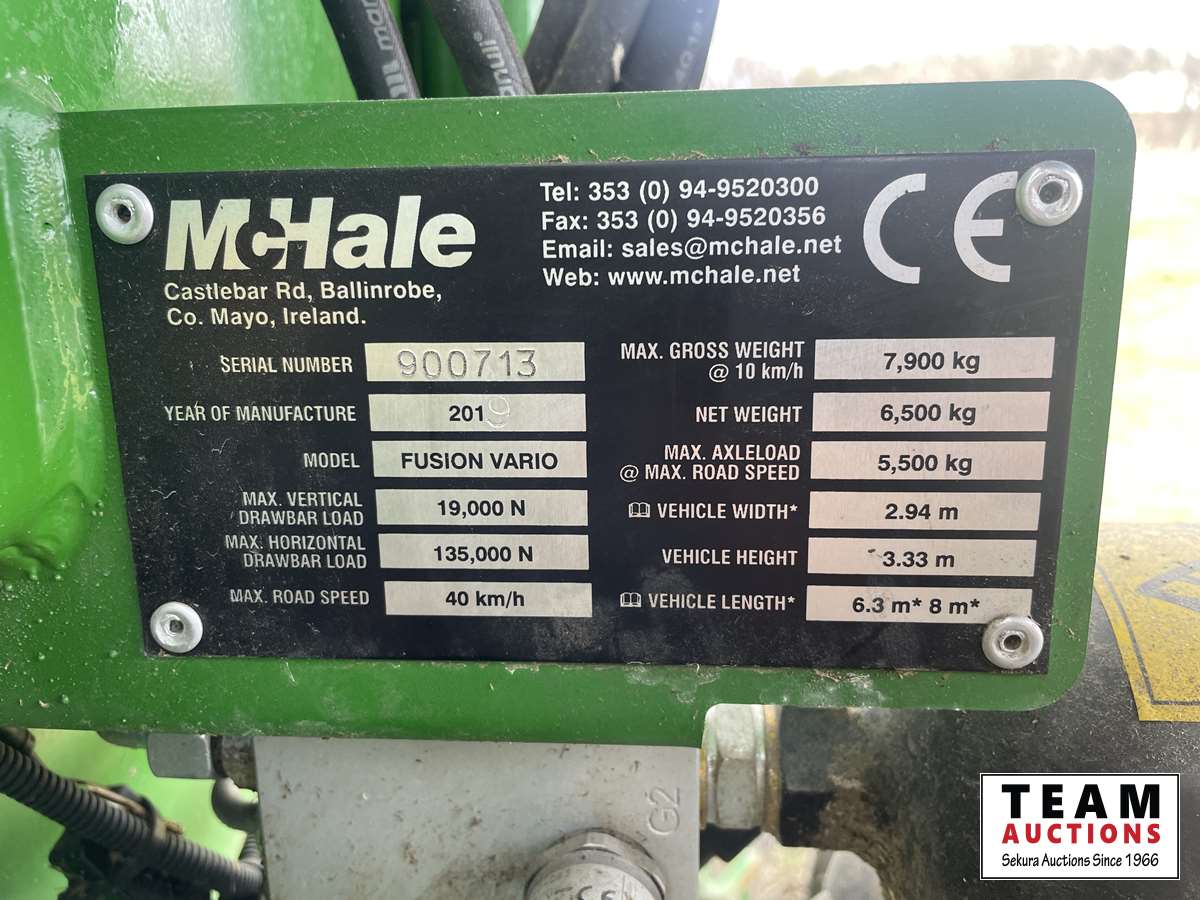 McHale
Castlebar Rd, Ballinrobe,
Co. Mayo, Ireland.
Tel: 353 (0) 94-9520300
Fax: 353 (0) 94-9520356
Email: sales@mchale.net
Web: www.mchale.net
CE
SERIAL NUMBER 900713
YEAR OF MANUFACTURE 2019
MODEL FUSION VARIO
MAX. VERTICAL
DRAWBAR LOAD 19,000 N
MAX. HORIZONTAL
DRAWBAR LOAD 135,000 N
MAX. ROAD SPEED 40 km/h
MAX. GROSS WEIGHT
@ 10 km/h 7,900 kg
NET WEIGHT 6,500 kg
MAX. AXLELOAD
@ MAX. ROAD SPEED 5,500 kg
VEHICLE WIDTH* 2.94 m
VEHICLE HEIGHT 3.33 m
VEHICLE LENGTH* 6.3 m* 8 m*
G2
TEAM
AUCTIONS
Sekura Auctions Since 1966